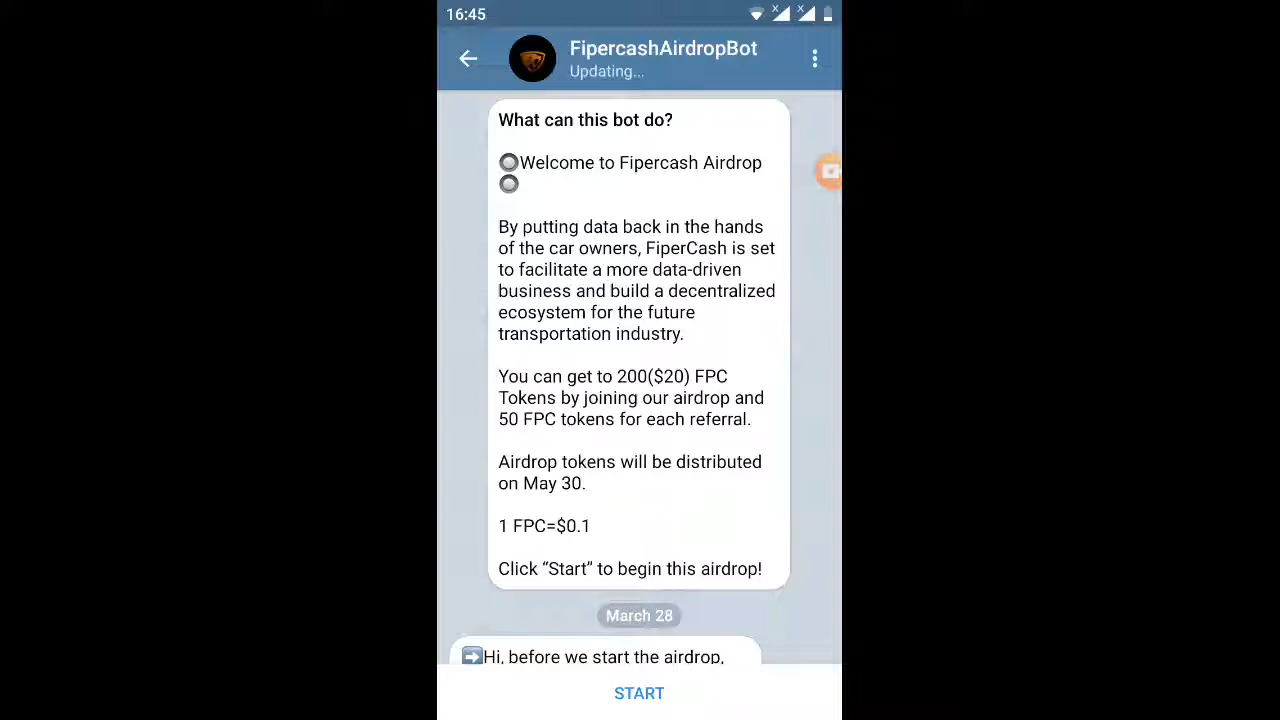 16:45
FipercashAirdropBot
Updating...
What can this bot do?
Welcome to Fipercash Airdrop
By putting data back in the hands
of the car owners, FiperCash is set
to facilitate a more data-driven
business and build a decentralized
ecosystem for the future
transportation industry.
You can get to 200($20) FPC
Tokens by joining our airdrop and
50 FPC tokens for each referral.
Airdrop tokens will be distributed
on May 30.
1 FPC=$0.1
Click “Start” to begin this airdrop!
March 28
Hi, before we start the airdrop,
START